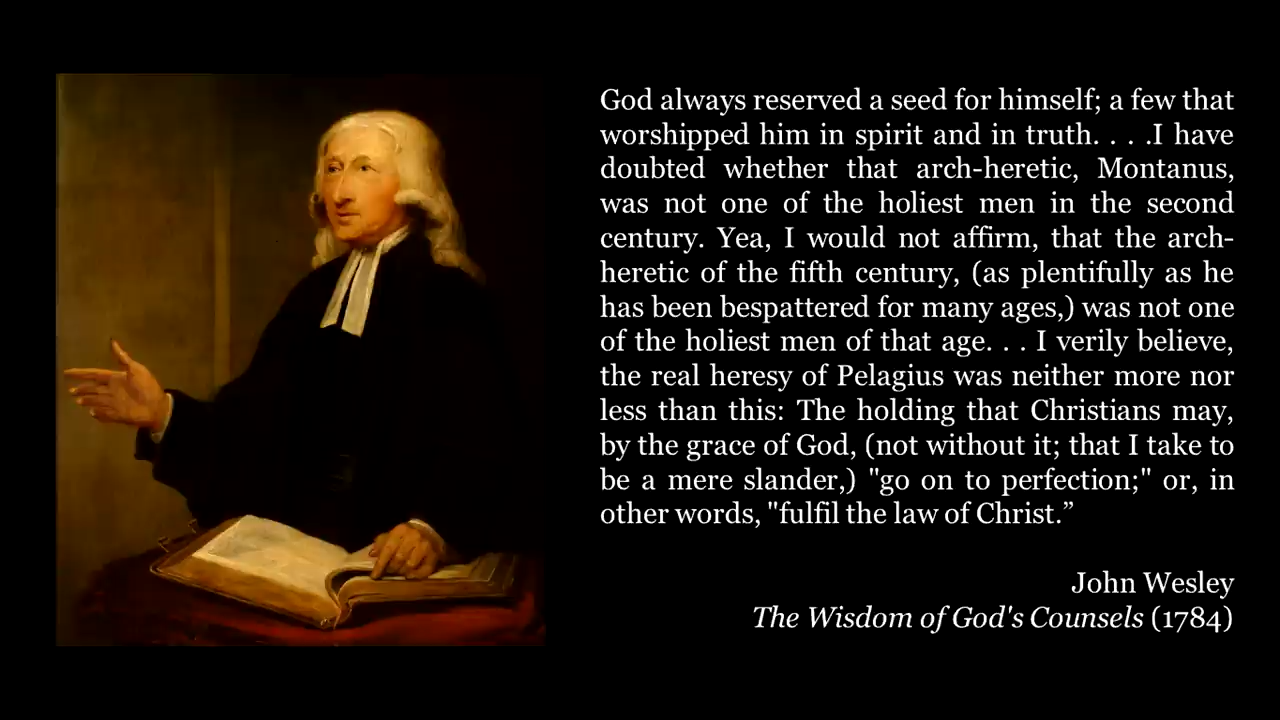 God always reserved a seed for himself; a few that
worshipped him in spirit and in truth. . . .I have
doubted whether that arch-heretic, Montanus,
was not one of the holiest men in the second
century. Yea, I would not affirm, that the arch-
heretic of the fifth century, (as plentifully as he
has been bespattered for many ages,) was not one
of the holiest men of that age. . . I verily believe,
the real heresy of Pelagius was neither more nor
less than this: The holding that Christians may,
by the grace of God, (not without it; that I take to
be a mere slander,) "go on to perfection;" or, in
other words, "fulfil the law of Christ.”
John Wesley
The Wisdom of God's Counsels (1784)